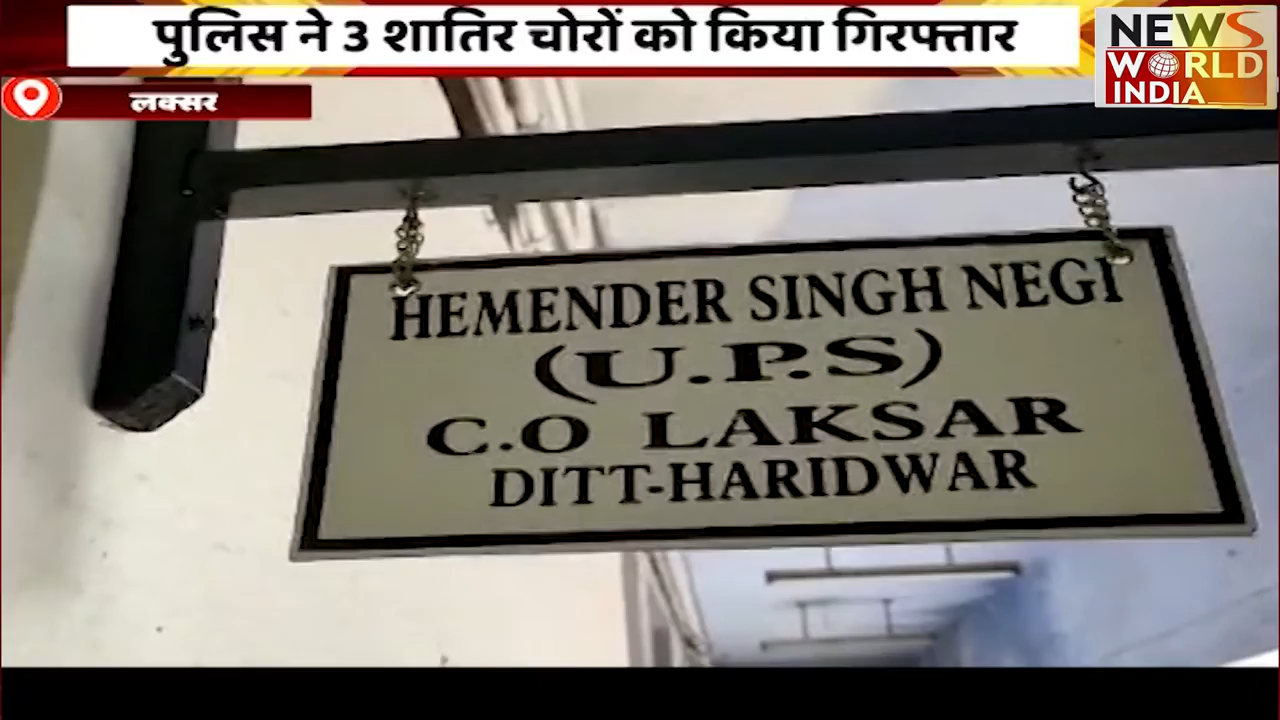 पुलिस ने 3 शातिर चोरों को किया गिरफ्तार
NEWS
WORLD
INDIA
लक्सर
HEMENDER SINGH NEGI
(U.P.S)
C.O LAKSAR
DITT-HARIDWAR